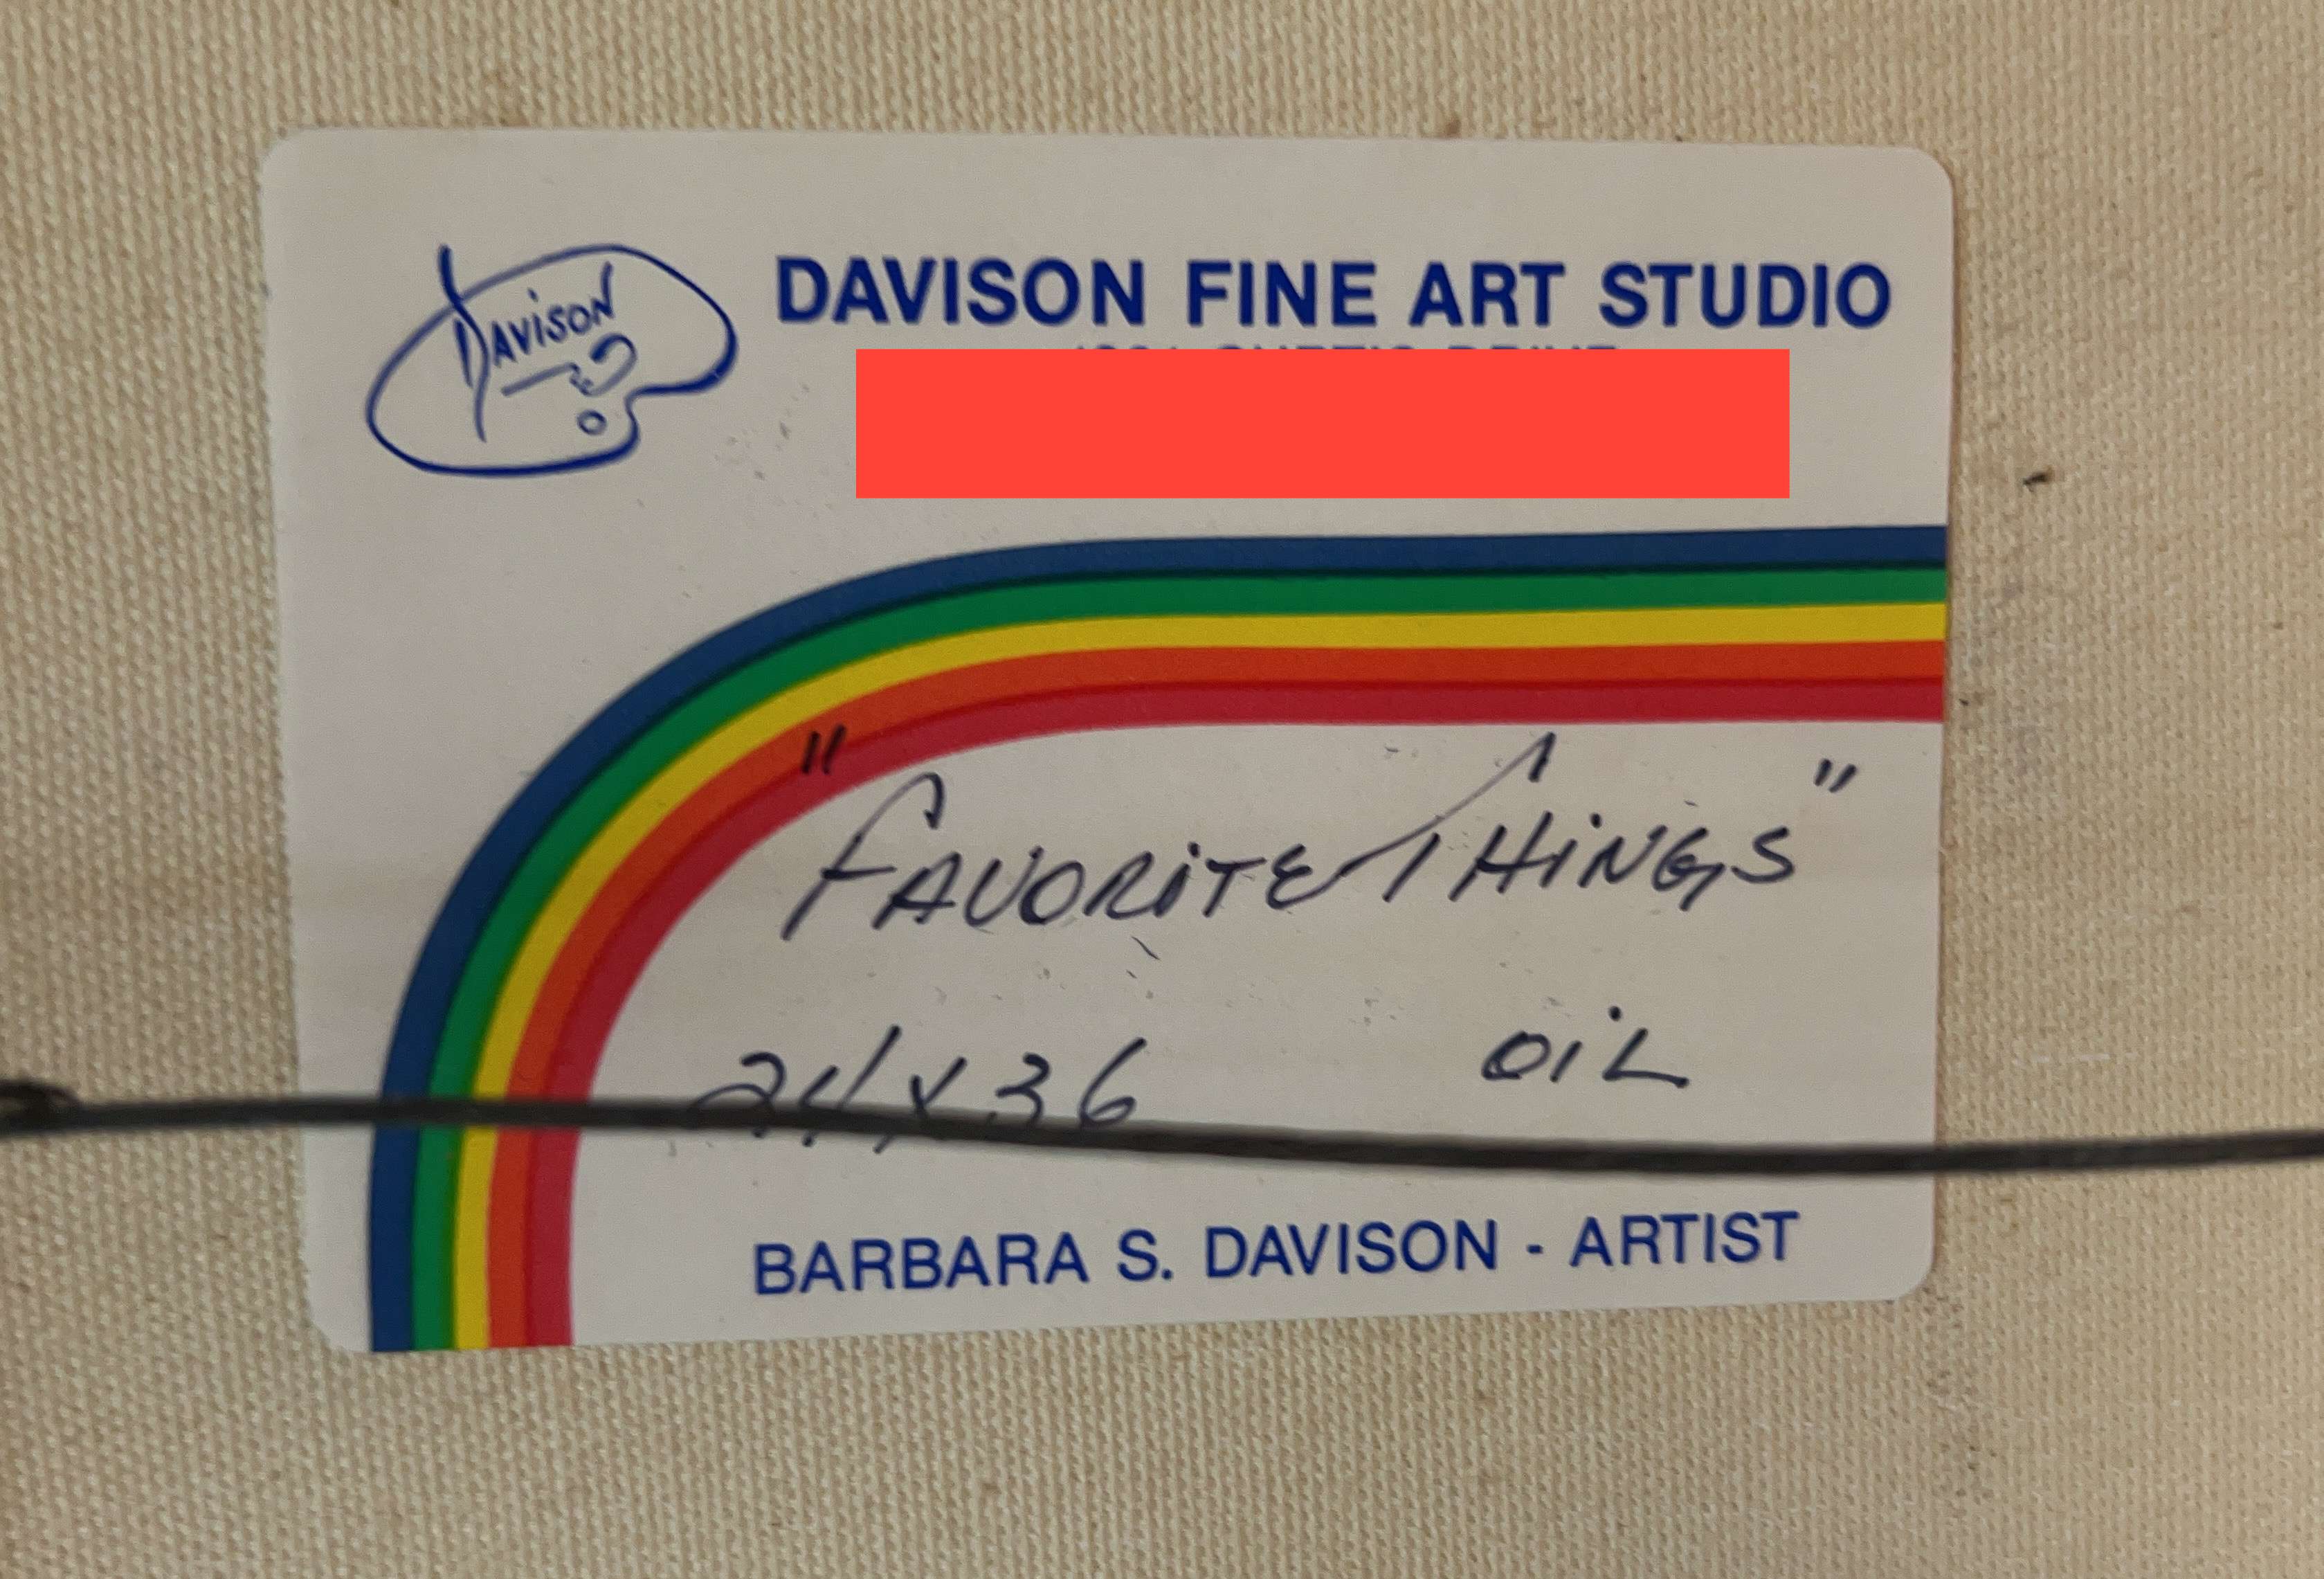 DAVISON
DAVISON FINE ART STUDIO
"FAVORITE THINGS"
24X36 OIL
BARBARA S. DAVISON - ARTIST